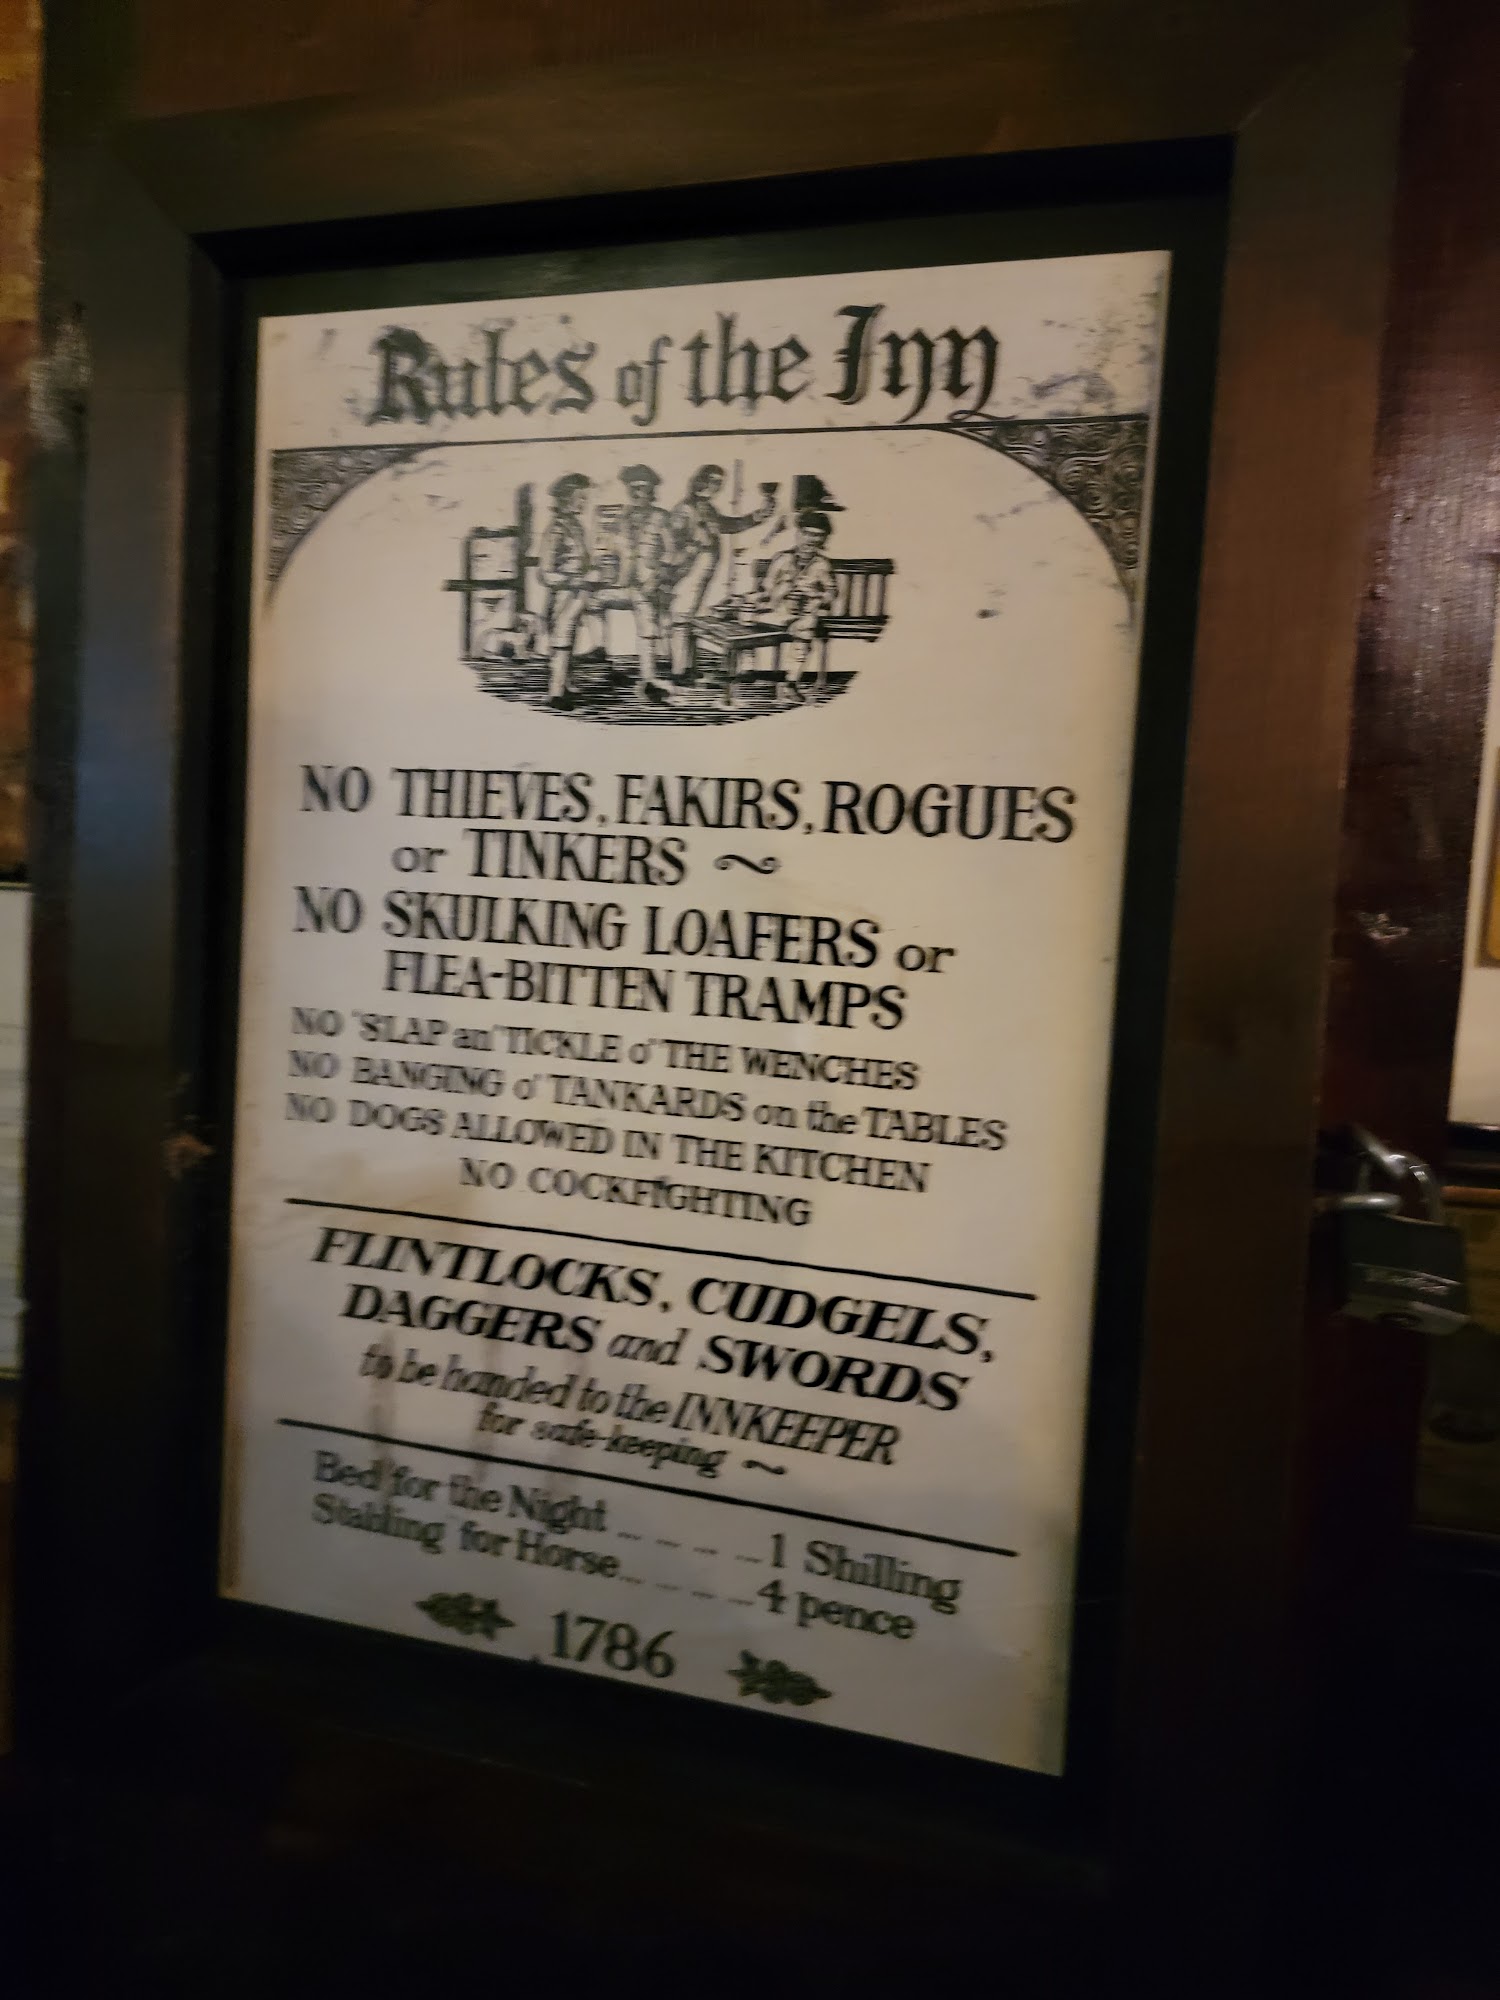 Rules of the Inn
NO THIEVES, FAKIRS, ROGUES
or TINKERS ~
NO SKULKING LOAFERS or
FLEA-BITTEN TRAMPS
NO 'SLAP an' TICKLE o' THE WENCHES
NO BANGING o' TANKARDS on the TABLES
NO DOGS ALLOWED IN THE KITCHEN
NO COCKFIGHTING
FLINTLOCKS, CUDGELS,
DAGGERS and SWORDS
to be handed to the INNKEEPER
for safe-keeping ~
Bed for the Night ... ... ... ... 1 Shilling
Stabling for Horse... ... ... ... 4 pence
1786